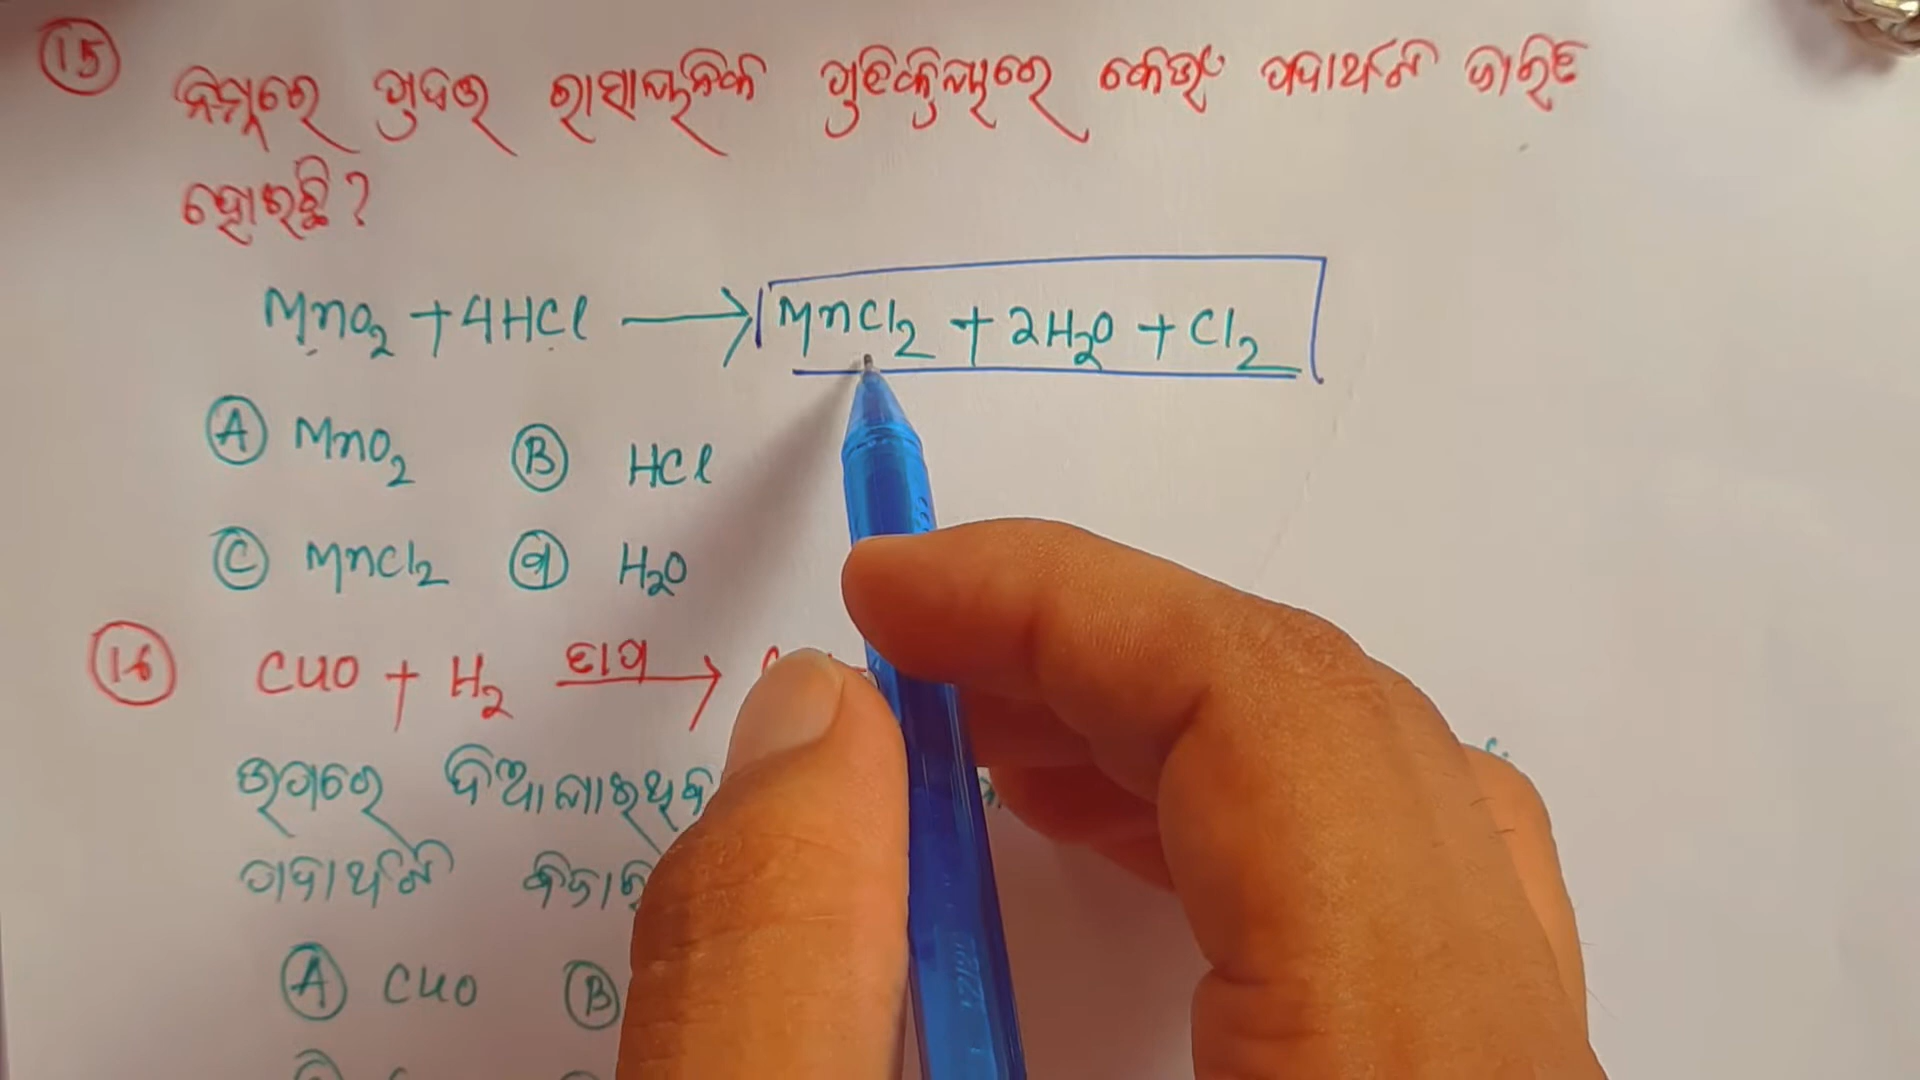 15 ନିମ୍ନରେ ପ୍ରଦତ୍ତ ରାସାୟନିକ ପ୍ରତିକ୍ରିୟାରେ କେଉଁ ପଦାର୍ଥଟି ଜାରିତ
ହୋଇଛି ?
MnO₂ + 4HCl ⟶ MnCl₂ + 2H₂O + Cl₂
A MnO₂ B HCl
C MnCl₂ H₂O
16 CuO + H₂ ତାପ ⟶
ଉପରେ ଦିଆଯାଇଥିବା
ପଦାର୍ଥଟି
A CuO B